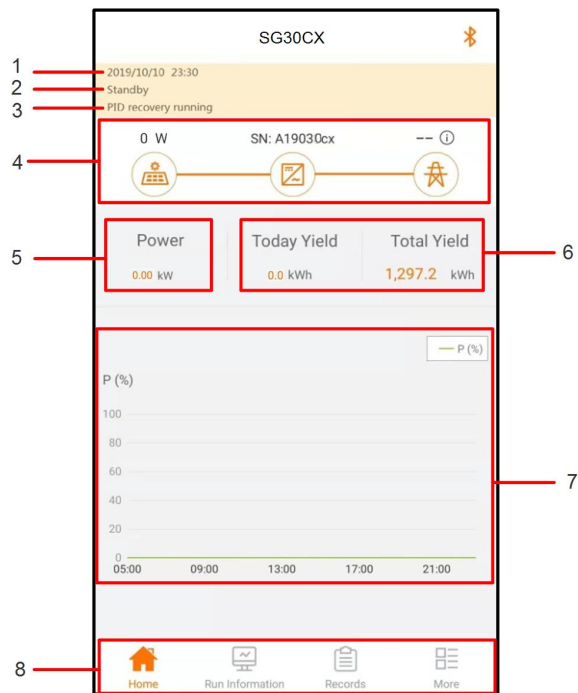 SG30CX
1
2019/10/10 23:30
2
Standby
3
PID recovery running
4
0 W
SN: A19030cx
--
5
Power
Today Yield
Total Yield
6
0.00 kW
0.0 kWh
1,297.2 kWh
P (%)
P (%)
100
80
60
7
40
20
0
05:00
09:00
13:00
17:00
21:00
8
Home
Run Information
Records
More